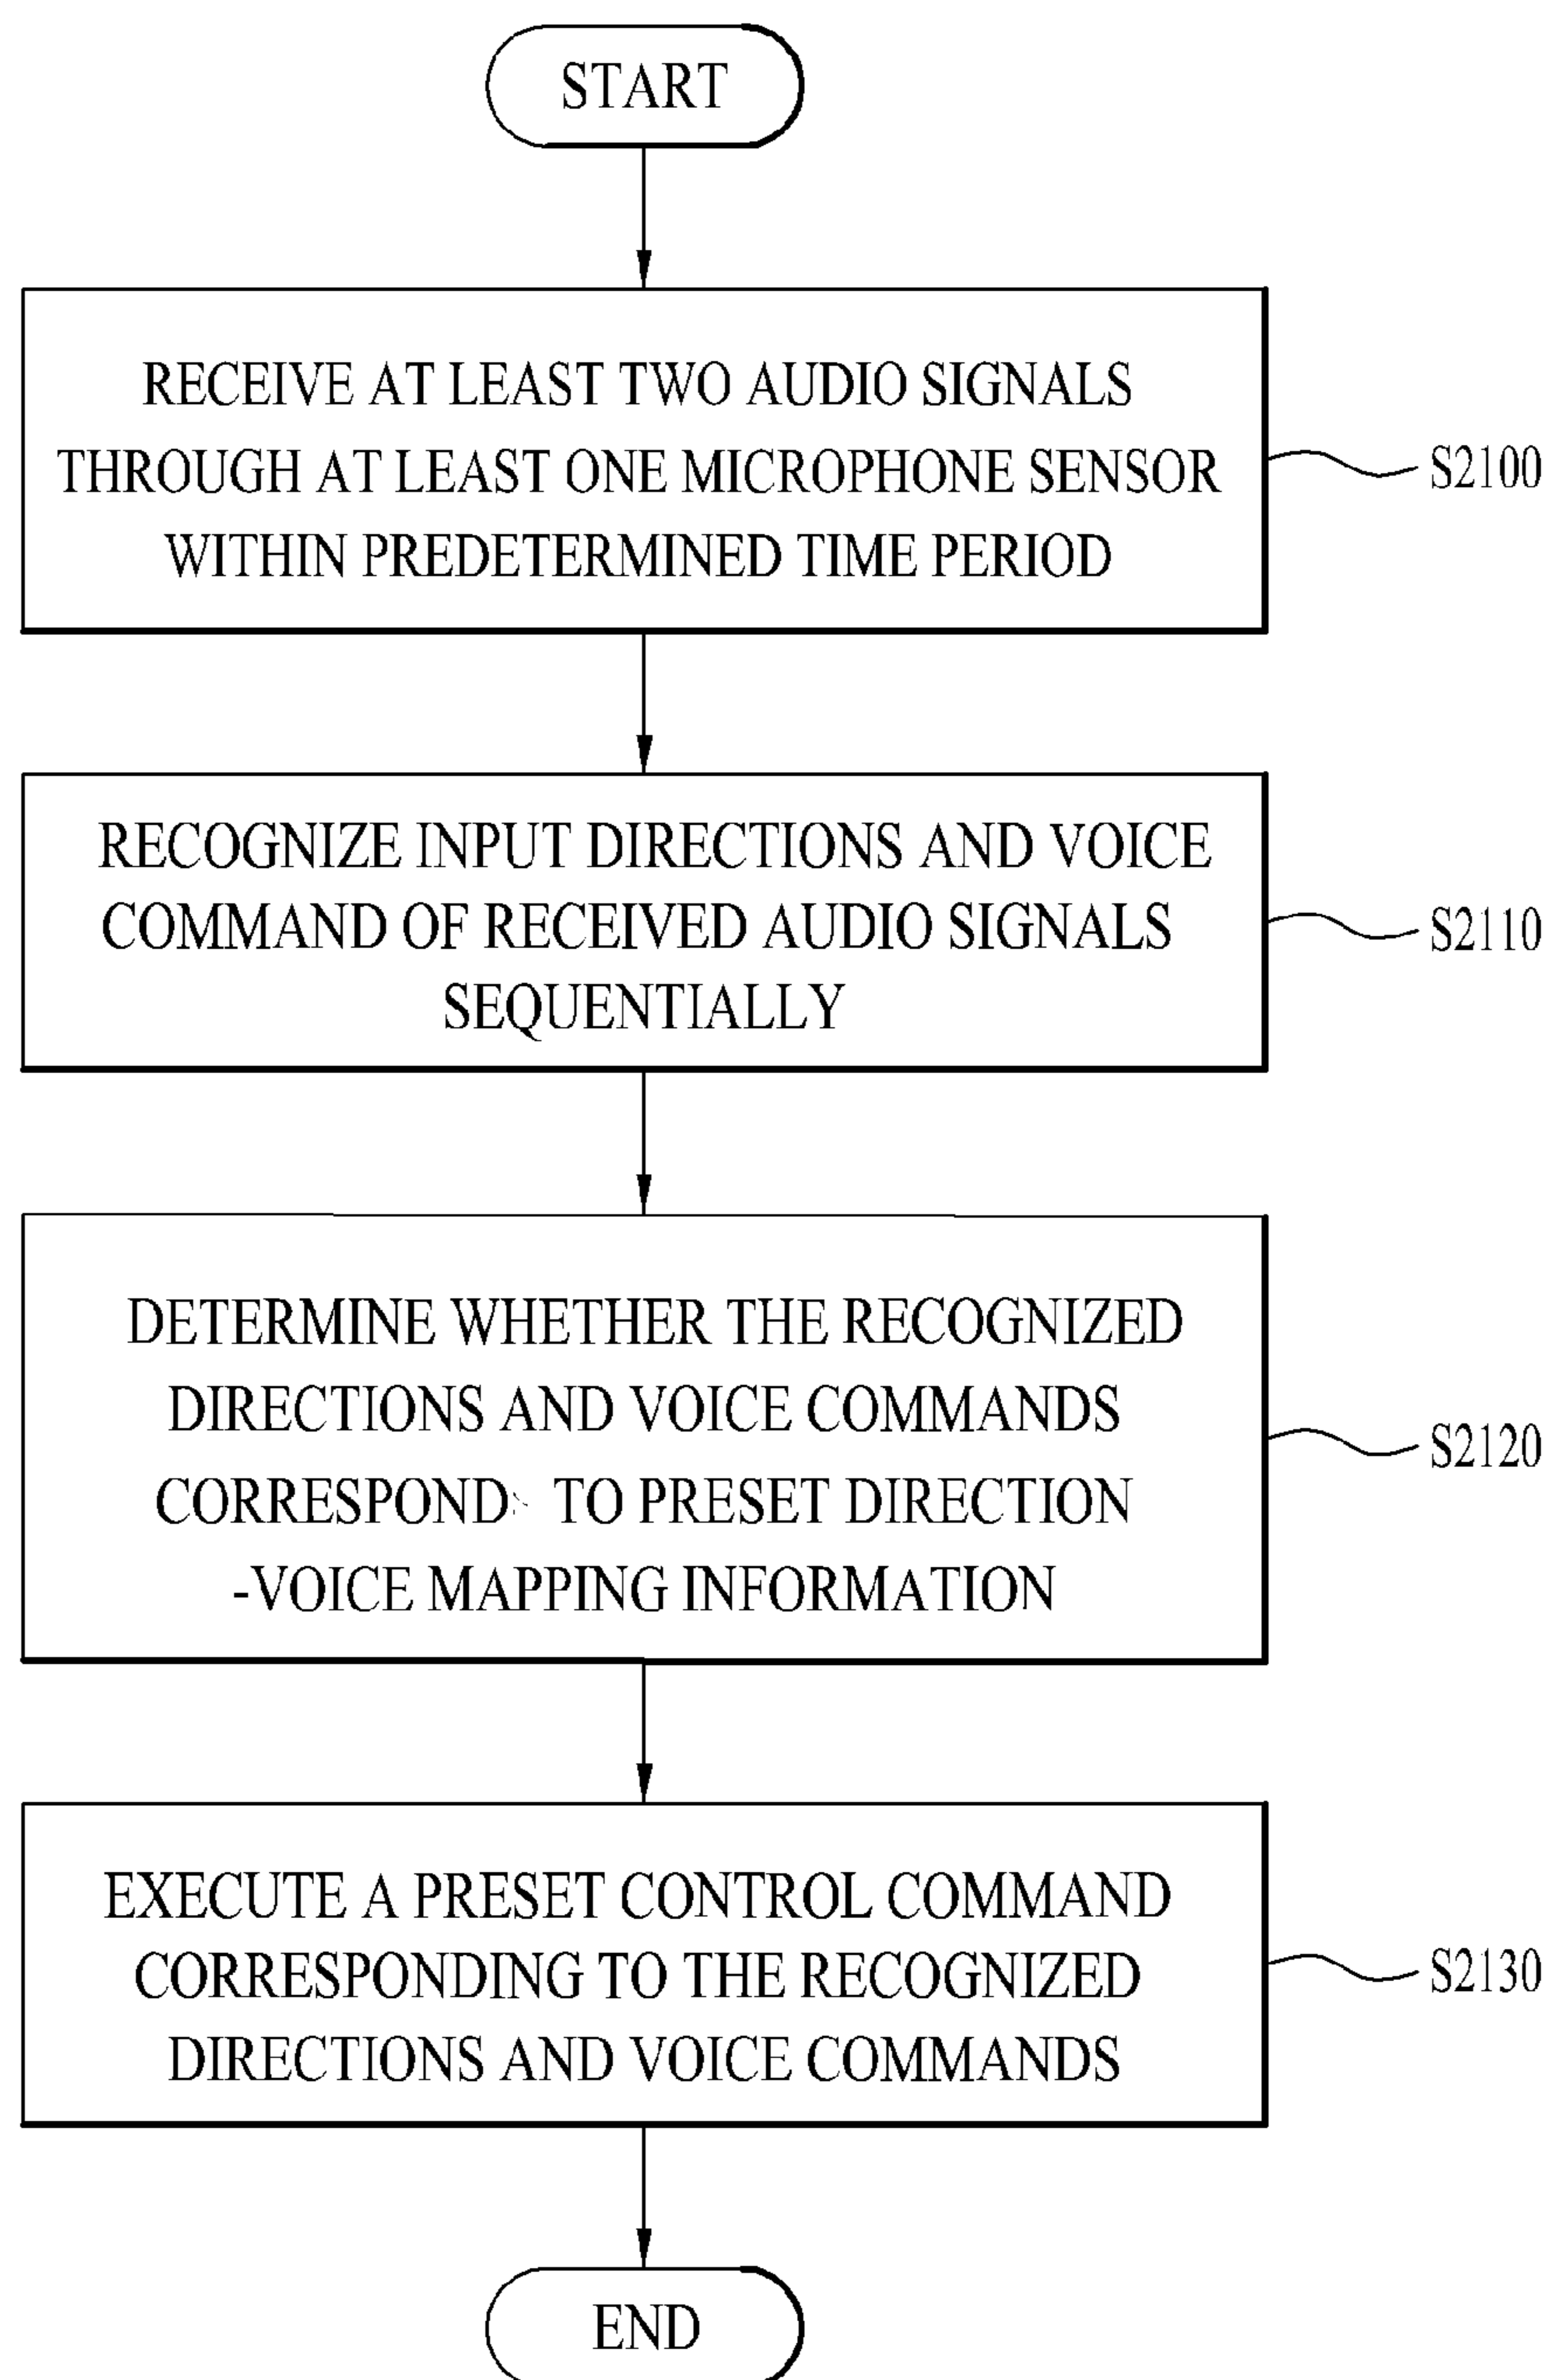 START
RECEIVE AT LEAST TWO AUDIO SIGNALS
THROUGH AT LEAST ONE MICROPHONE SENSOR
WITHIN PREDETERMINED TIME PERIOD
S2100
RECOGNIZE INPUT DIRECTIONS AND VOICE
COMMAND OF RECEIVED AUDIO SIGNALS
SEQUENTIALLY
S2110
DETERMINE WHETHER THE RECOGNIZED
DIRECTIONS AND VOICE COMMANDS
CORRESPOND TO PRESET DIRECTION
-VOICE MAPPING INFORMATION
S2120
EXECUTE A PRESET CONTROL COMMAND
CORRESPONDING TO THE RECOGNIZED
DIRECTIONS AND VOICE COMMANDS
S2130
END